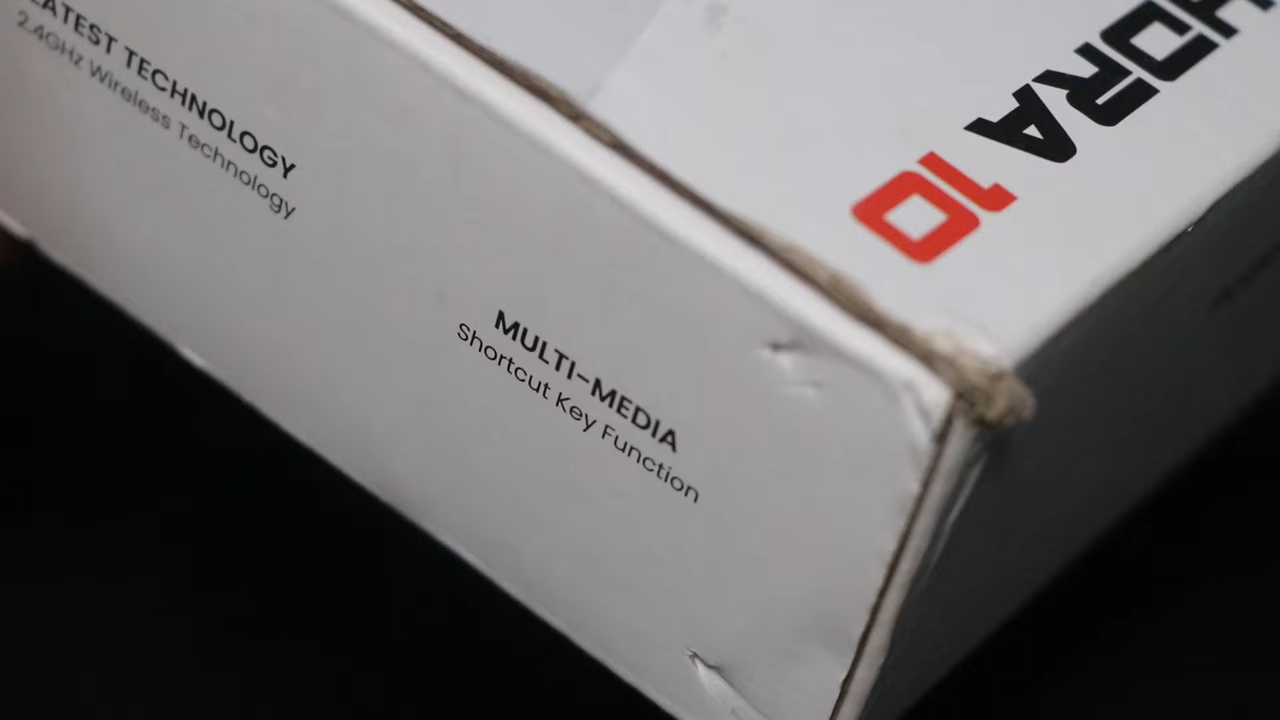 LATEST TECHNOLOGY
2.4GHz Wireless Technology
MULTI-MEDIA
Shortcut Key Function
10